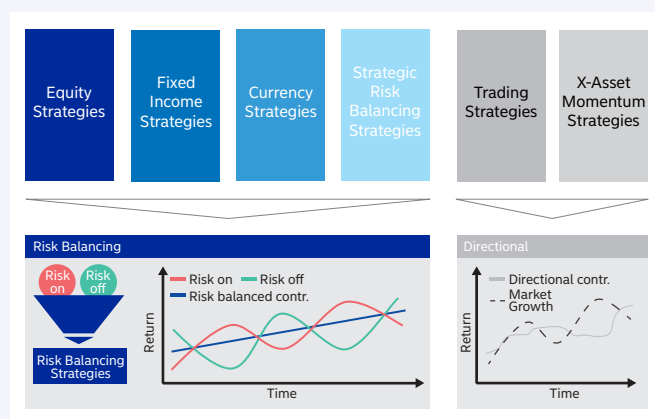 Equity
Strategies
Fixed
Income
Strategies
Currency
Strategies
Strategic
Risk
Balancing
Strategies
Trading
Strategies
X-Asset
Momentum
Strategies
Risk Balancing
Risk
on
Risk
off
Risk Balancing
Strategies
Risk on
Risk off
Risk balanced contr.
Return
Time
Directional
Directional contr.
Market
Growth
Return
Time